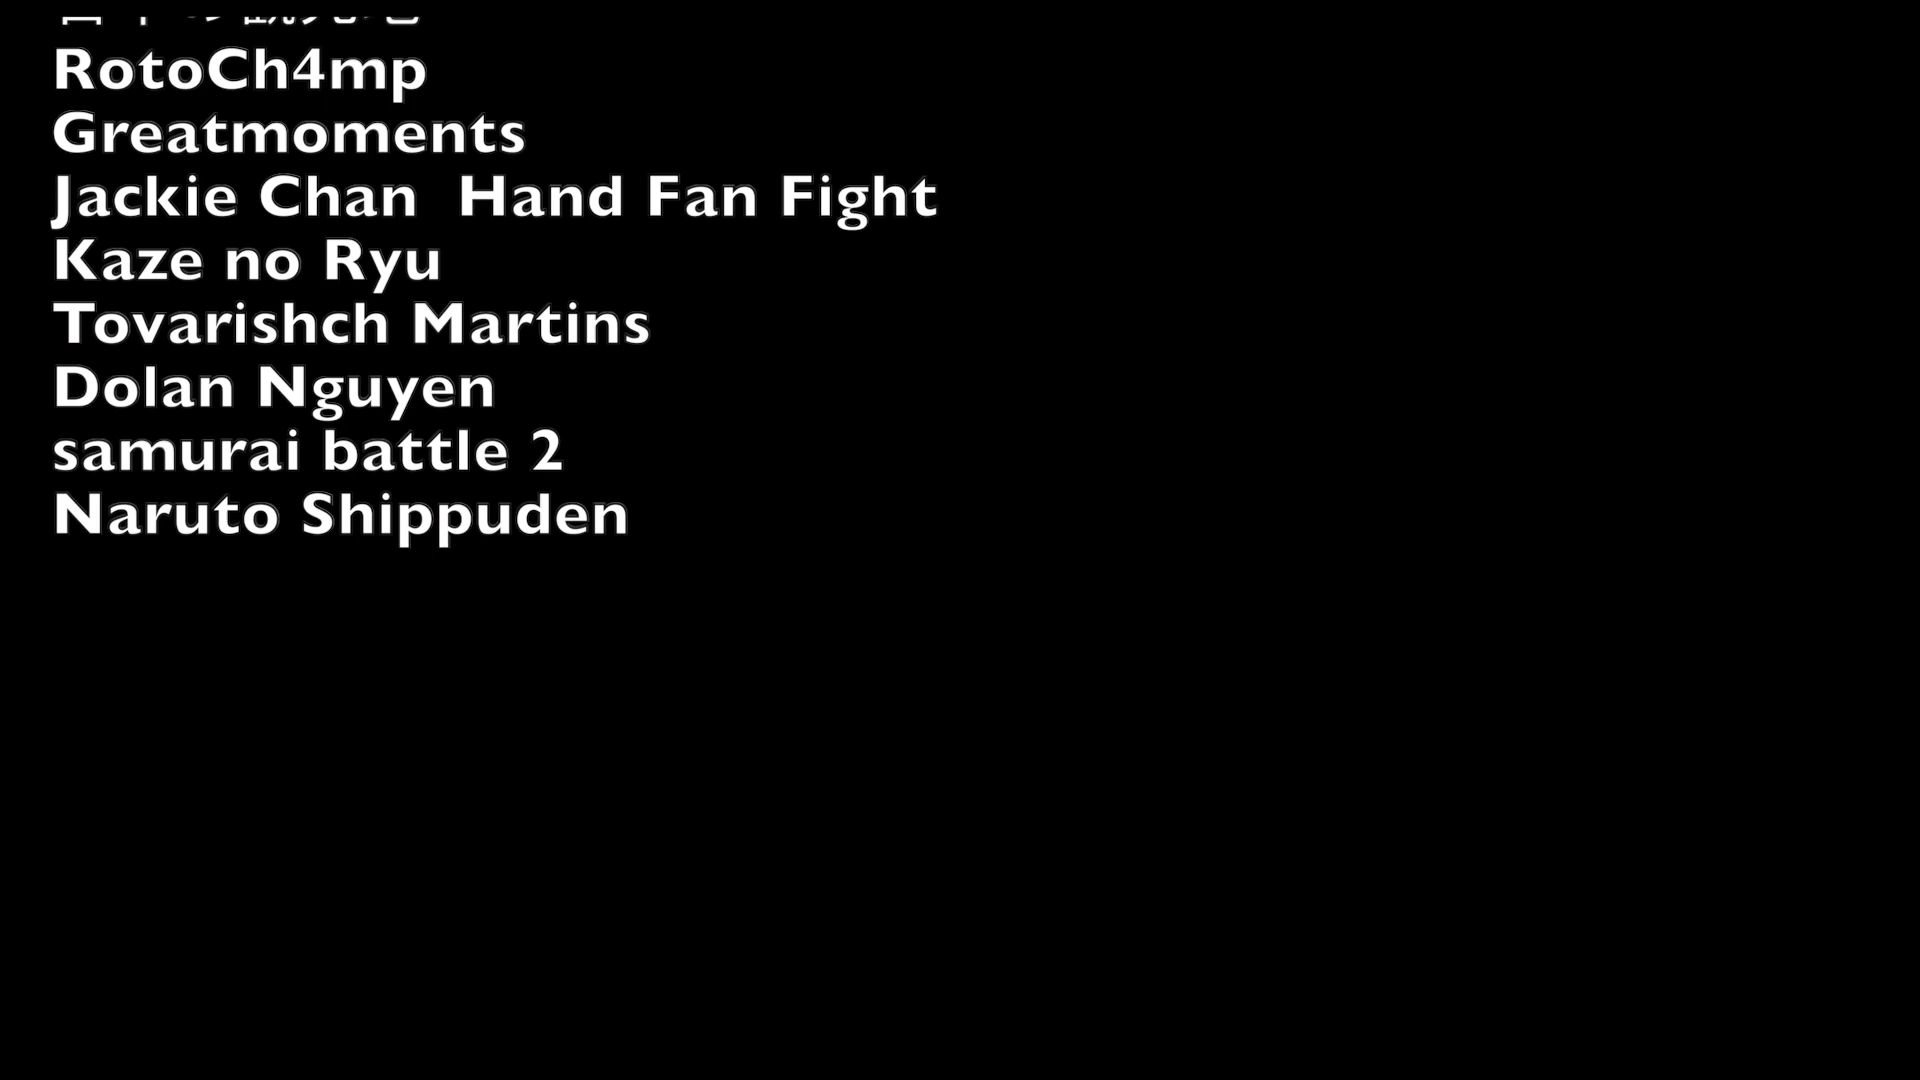 RotoCh4mp
Greatmoments
Jackie Chan  Hand Fan Fight
Kaze no Ryu
Tovarishch Martins
Dolan Nguyen
samurai battle 2
Naruto Shippuden